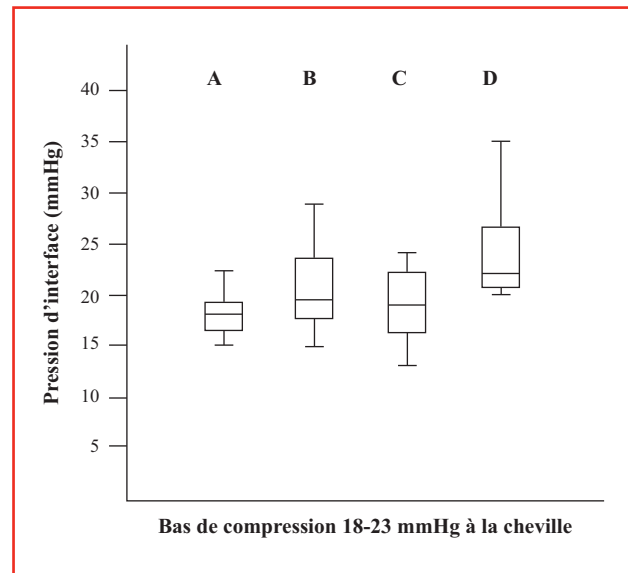 A B C D
40
35
30
25
20
15
10
5
Pression d'interface (mmHg)
Bas de compression 18-23 mmHg à la cheville